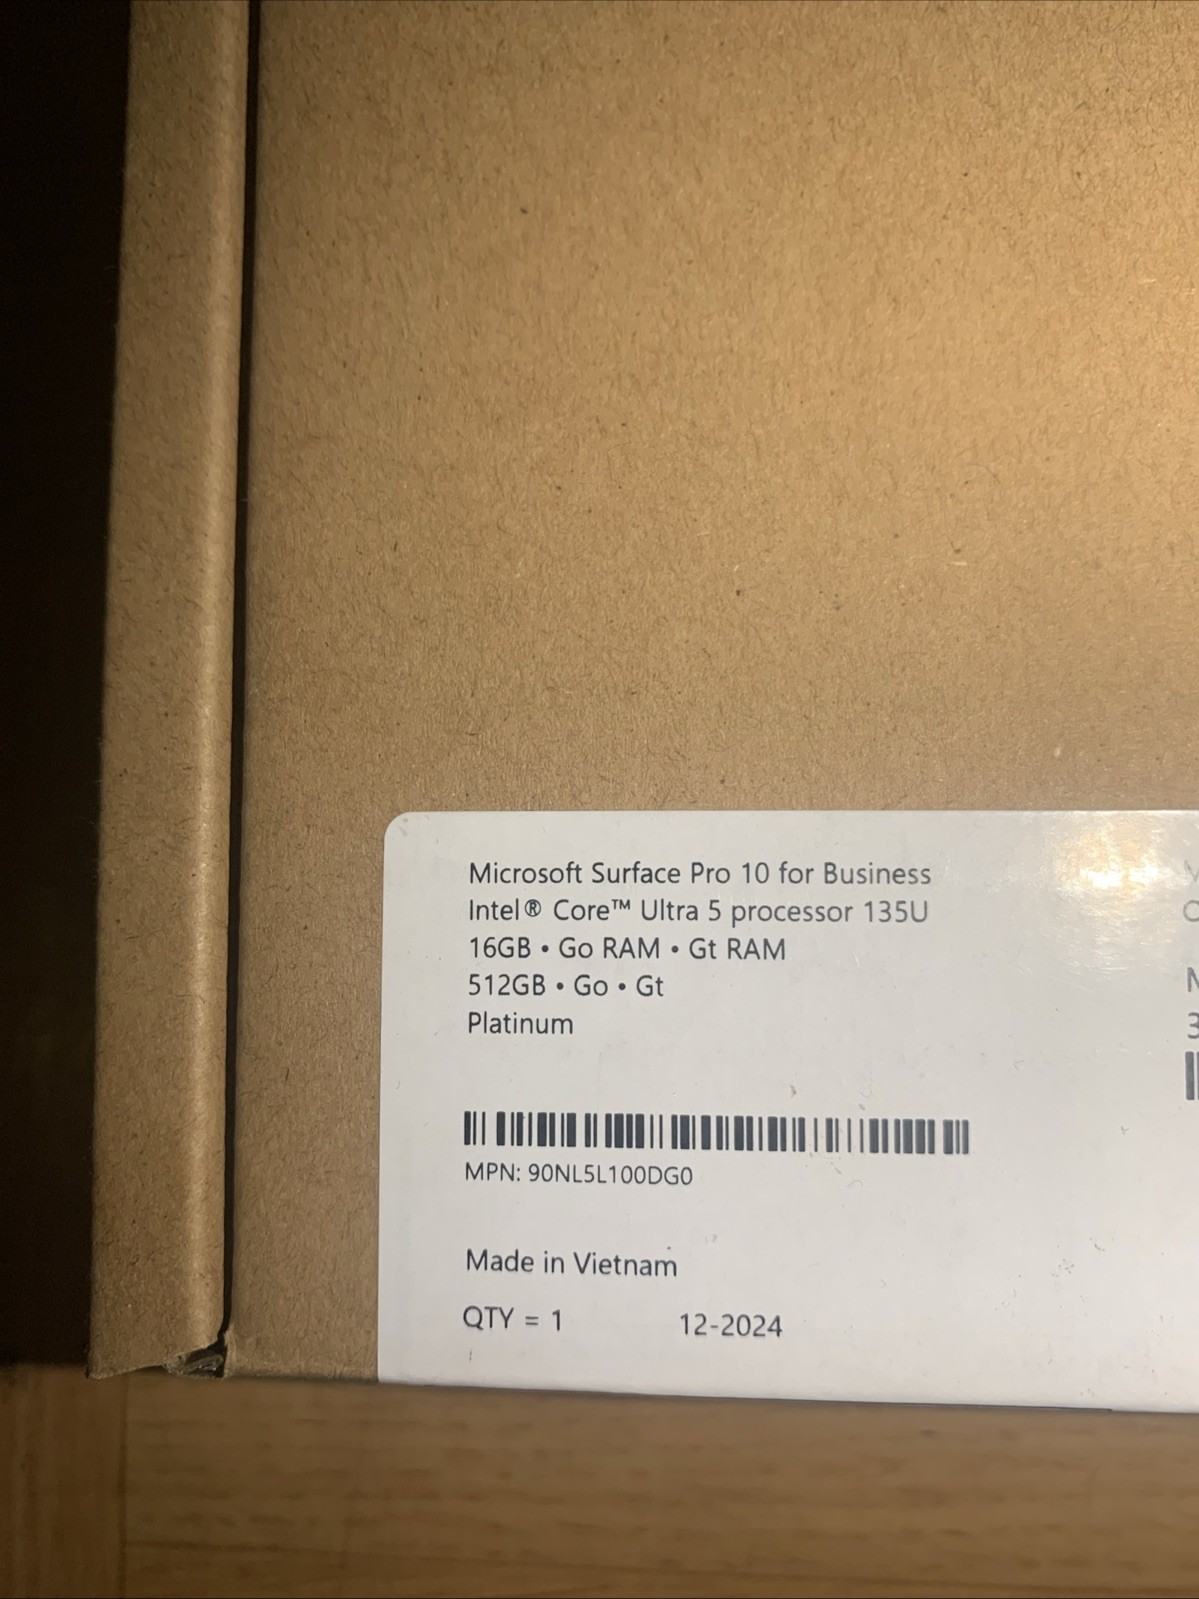 Microsoft Surface Pro 10 for Business
Intel® Core™ Ultra 5 processor 135U
16GB • Go RAM • Gt RAM
512GB • Go • Gt
Platinum
MPN: 90NL5L100DG0
Made in Vietnam
QTY = 1 12-2024